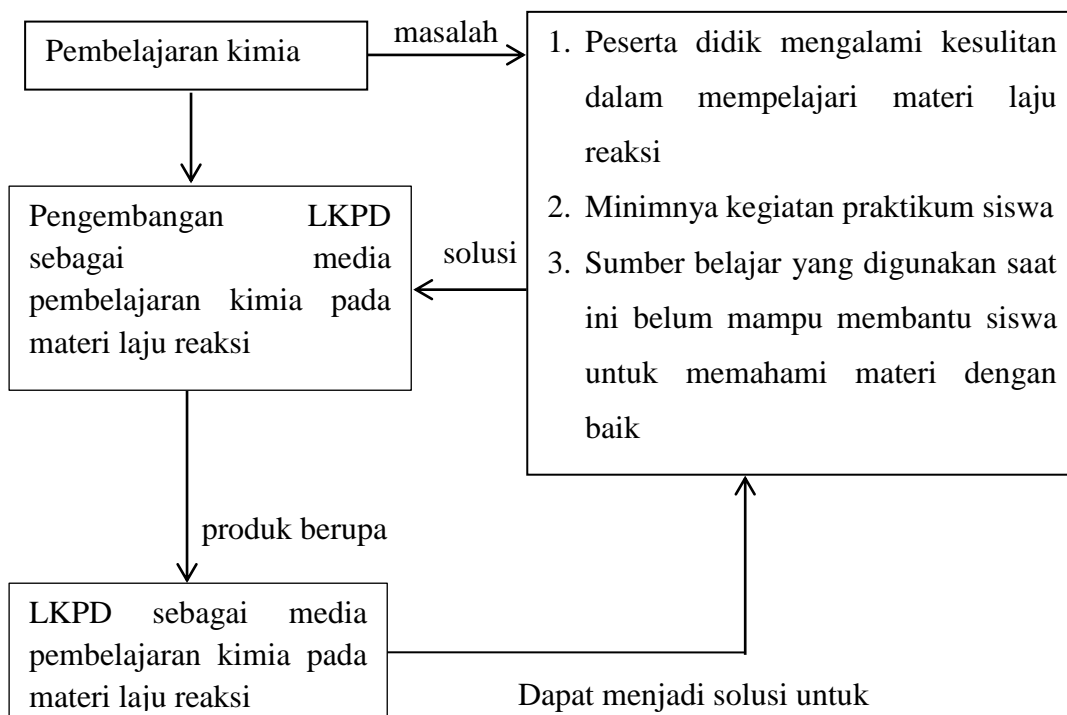 Pembelajaran kimia
masalah
1. Peserta didik mengalami kesulitan
dalam mempelajari materi laju
reaksi
2. Minimnya kegiatan praktikum siswa
3. Sumber belajar yang digunakan saat
ini belum mampu membantu siswa
untuk memahami materi dengan
baik
Pengembangan LKPD
sebagai media
pembelajaran kimia pada
materi laju reaksi
solusi
produk berupa
LKPD sebagai media
pembelajaran kimia pada
materi laju reaksi
Dapat menjadi solusi untuk